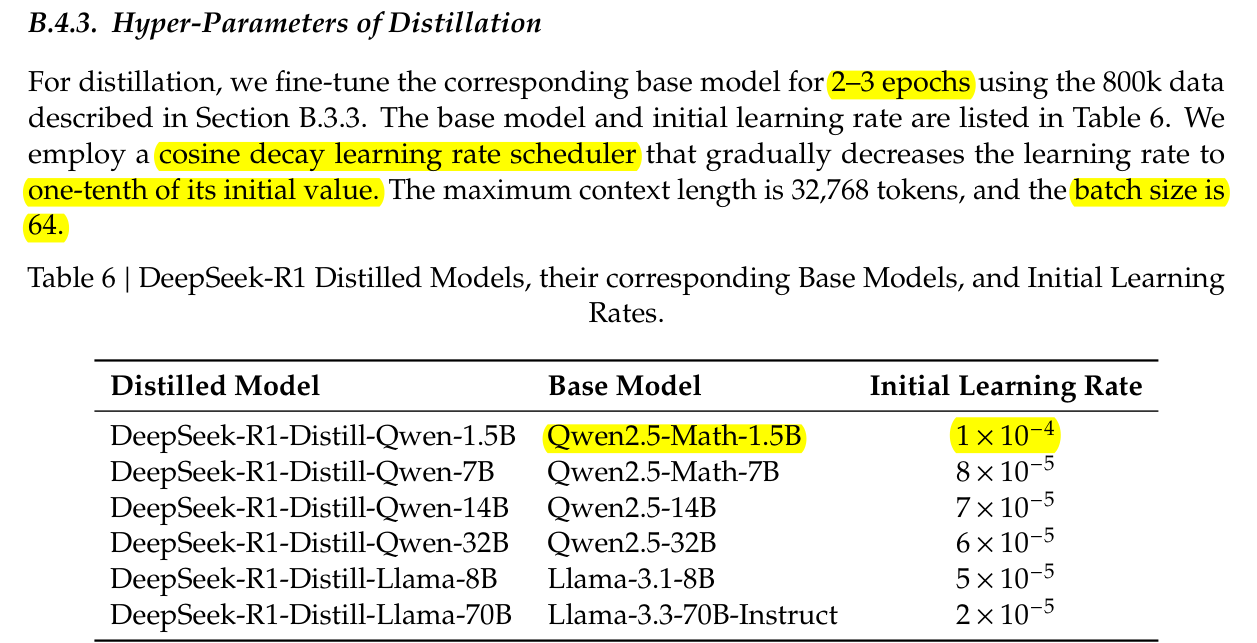 B.4.3. Hyper-Parameters of Distillation
For distillation, we fine-tune the corresponding base model for 2–3 epochs using the 800k data
described in Section B.3.3. The base model and initial learning rate are listed in Table 6. We
employ a cosine decay learning rate scheduler that gradually decreases the learning rate to
one-tenth of its initial value. The maximum context length is 32,768 tokens, and the batch size is
64.
Table 6 | DeepSeek-R1 Distilled Models, their corresponding Base Models, and Initial Learning
Rates.
Distilled Model Base Model Initial Learning Rate
DeepSeek-R1-Distill-Qwen-1.5B Qwen2.5-Math-1.5B 1 × 10⁻⁴
DeepSeek-R1-Distill-Qwen-7B Qwen2.5-Math-7B 8 × 10⁻⁵
DeepSeek-R1-Distill-Qwen-14B Qwen2.5-14B 7 × 10⁻⁵
DeepSeek-R1-Distill-Qwen-32B Qwen2.5-32B 6 × 10⁻⁵
DeepSeek-R1-Distill-Llama-8B Llama-3.1-8B 5 × 10⁻⁵
DeepSeek-R1-Distill-Llama-70B Llama-3.3-70B-Instruct 2 × 10⁻⁵